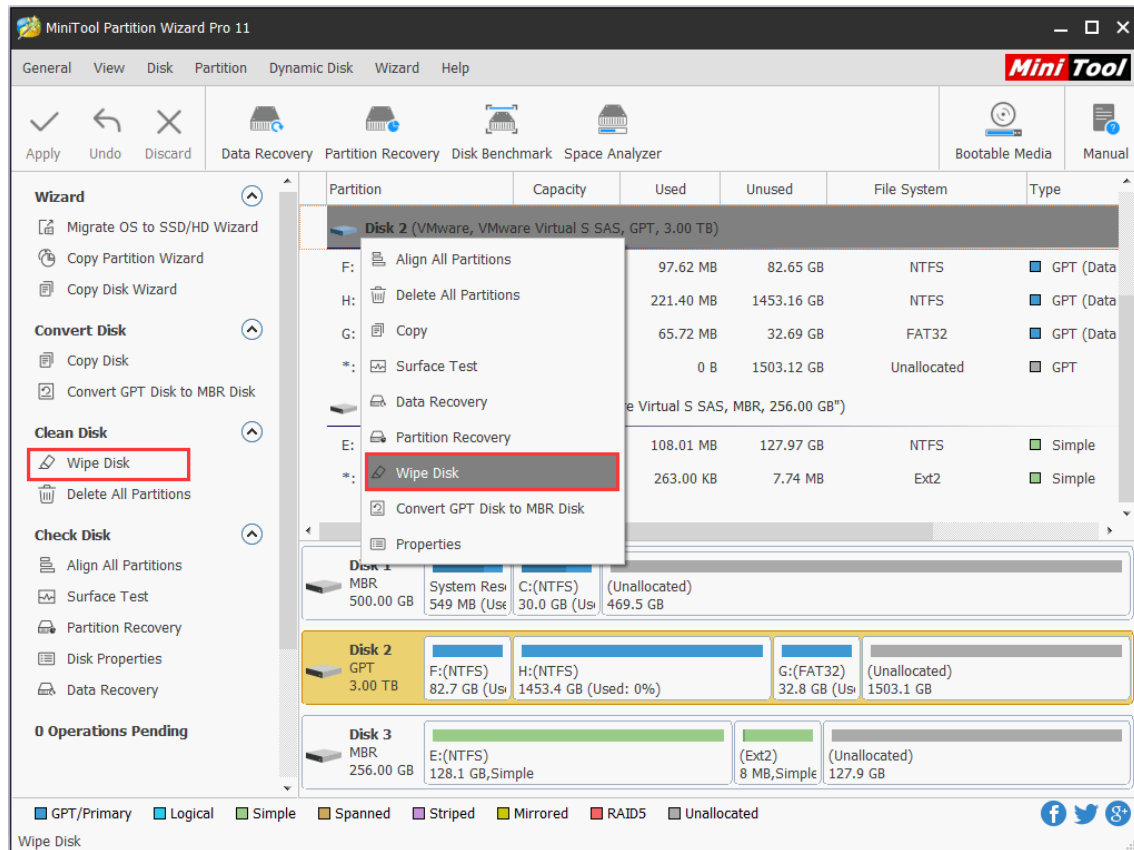 MiniTool Partition Wizard Pro 11
General View Disk Partition Dynamic Disk Wizard Help
Mini Tool
Apply Undo Discard Data Recovery Partition Recovery Disk Benchmark Space Analyzer Bootable Media Manual
Wizard
Migrate OS to SSD/HD Wizard
Copy Partition Wizard
Copy Disk Wizard
Convert Disk
Copy Disk
Convert GPT Disk to MBR Disk
Clean Disk
Wipe Disk
Delete All Partitions
Check Disk
Align All Partitions
Surface Test
Partition Recovery
Disk Properties
Data Recovery
0 Operations Pending
Partition Capacity Used Unused File System Type
Disk 2 (VMware, VMware Virtual S SAS, GPT, 3.00 TB)
F: 97.62 MB 82.65 GB NTFS GPT (Data
H: 221.40 MB 1453.16 GB NTFS GPT (Data
G: 65.72 MB 32.69 GB FAT32 GPT (Data
*: 0 B 1503.12 GB Unallocated GPT
e Virtual S SAS, MBR, 256.00 GB")
E: 108.01 MB 127.97 GB NTFS Simple
*: 263.00 KB 7.74 MB Ext2 Simple
Align All Partitions
Delete All Partitions
Copy
Surface Test
Data Recovery
Partition Recovery
Wipe Disk
Convert GPT Disk to MBR Disk
Properties
Disk 1
MBR
500.00 GB
System Res
549 MB (Use
C:(NTFS)
30.0 GB (Us
(Unallocated)
469.5 GB
Disk 2
GPT
3.00 TB
F:(NTFS)
82.7 GB (Us
H:(NTFS)
1453.4 GB (Used: 0%)
G:(FAT32)
32.8 GB (Us
(Unallocated)
1503.1 GB
Disk 3
MBR
256.00 GB
E:(NTFS)
128.1 GB,Simple
(Ext2)
8 MB,Simple
(Unallocated)
127.9 GB
GPT/Primary Logical Simple Spanned Striped Mirrored RAID5 Unallocated
Wipe Disk